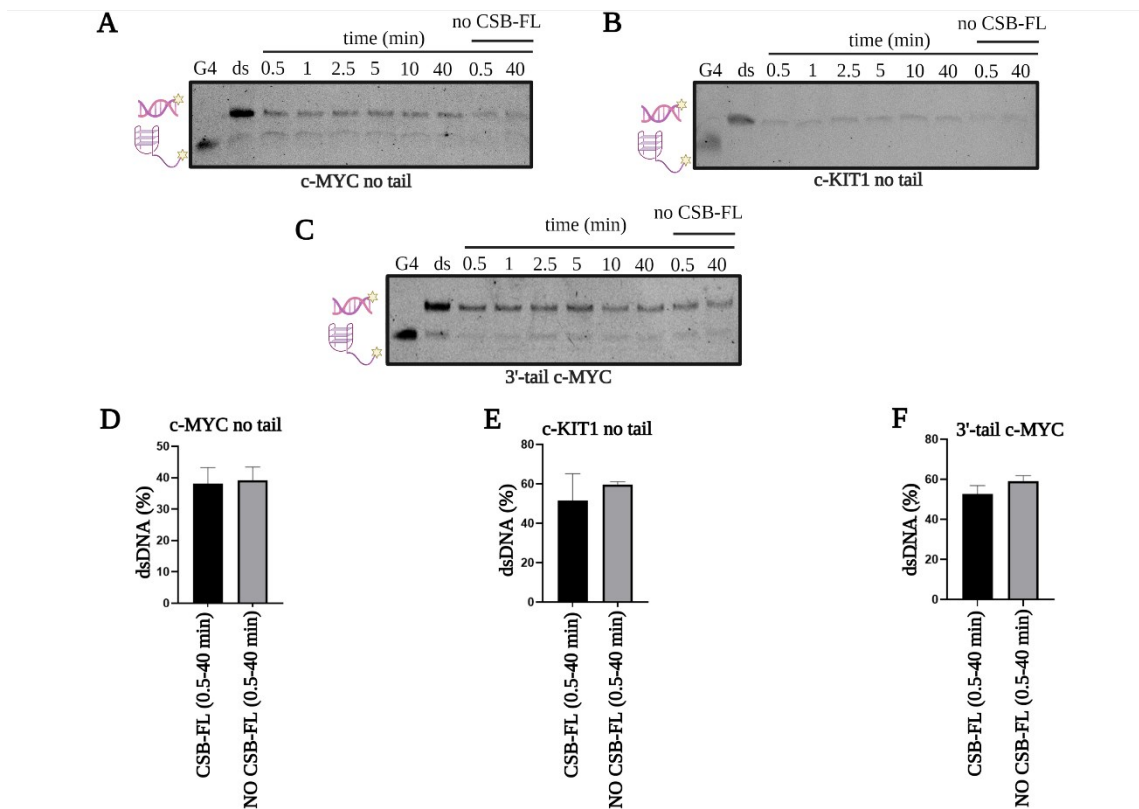 A
no CSB-FL
time (min)
G4 ds 0.5 1 2.5 5 10 40 0.5 40
c-MYC no tail
B
no CSB-FL
time (min)
G4 ds 0.5 1 2.5 5 10 40 0.5 40
c-KIT1 no tail
C
no CSB-FL
time (min)
G4 ds 0.5 1 2.5 5 10 40 0.5 40
3'-tail c-MYC
D
c-MYC no tail
dsDNA (%)
50
40
30
20
10
0
CSB-FL (0.5-40 min)
NO CSB-FL (0.5-40 min)
E
c-KIT1 no tail
dsDNA (%)
80
60
40
20
0
CSB-FL (0.5-40 min)
NO CSB-FL (0.5-40 min)
F
3'-tail c-MYC
dsDNA (%)
80
60
40
20
0
CSB-FL (0.5-40 min)
NO CSB-FL (0.5-40 min)